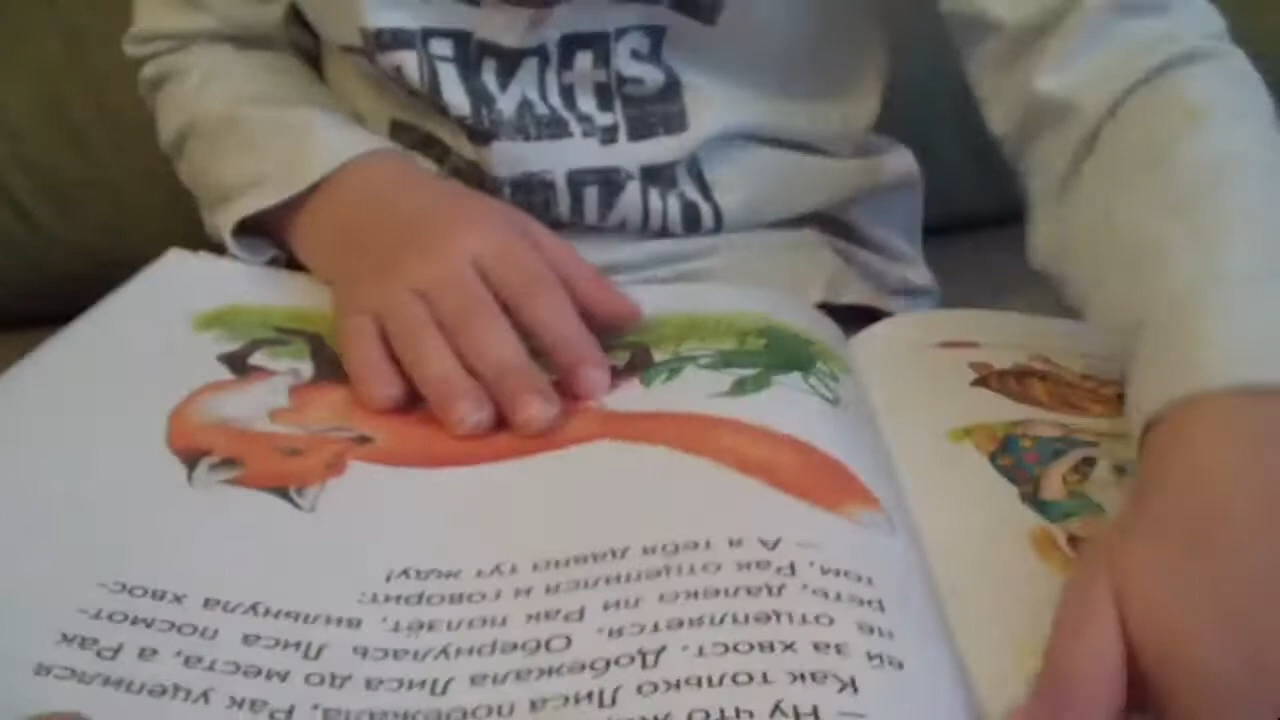 ints
– Ну что
Как только Лиса побежала, Рак уцепился
ей за хвост. Добежала Лиса до места, а Рак
не отцепляется. Обернулась Лиса посмот-
реть, далеко ли Рак ползёт, вильнула хвос-
том, Рак отцепился и говорит:
– А я тебя давно тут жду!